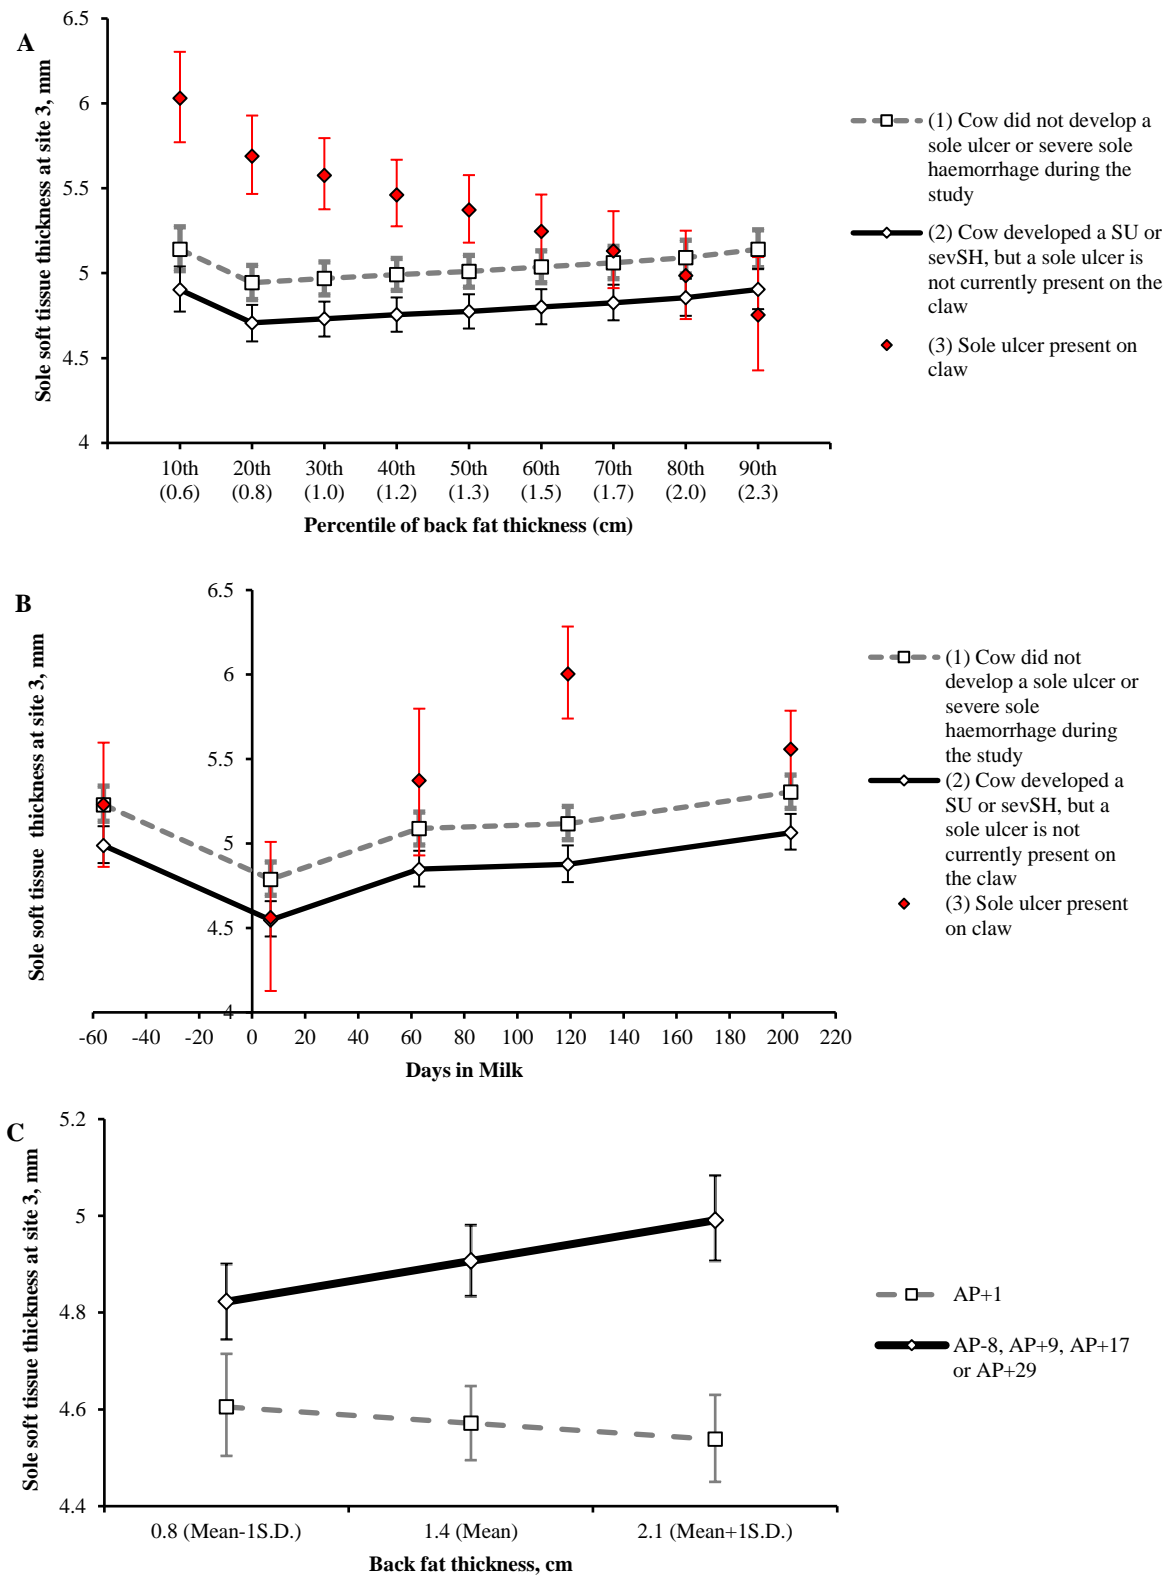 A
Sole soft tissue thickness at site 3, mm
6.5
6
5.5
5
4.5
4
10th 20th 30th 40th 50th 60th 70th 80th 90th
(0.6) (0.8) (1.0) (1.2) (1.3) (1.5) (1.7) (2.0) (2.3)
Percentile of back fat thickness (cm)
(1) Cow did not develop a
sole ulcer or severe sole
haemorrhage during the
study
(2) Cow developed a SU or
sevSH, but a sole ulcer is
not currently present on the
claw
(3) Sole ulcer present on
claw
B
Sole soft tissue thickness at site 3, mm
6.5
6
5.5
5
4.5
4
-60 -40 -20 0 20 40 60 80 100 120 140 160 180 200 220
Days in Milk
(1) Cow did not
develop a sole ulcer or
severe sole
haemorrhage during
the study
(2) Cow developed a
SU or sevSH, but a
sole ulcer is not
currently present on
the claw
(3) Sole ulcer present
on claw
C
Sole soft tissue thickness at site 3, mm
5.2
5
4.8
4.6
4.4
0.8 (Mean-1S.D.) 1.4 (Mean) 2.1 (Mean+1S.D.)
Back fat thickness, cm
AP+1
AP-8, AP+9, AP+17
or AP+29